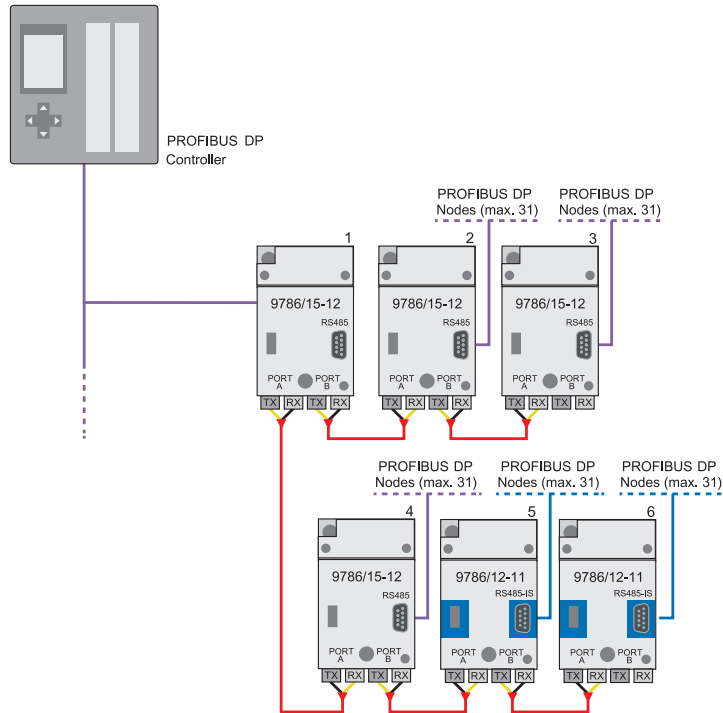 PROFIBUS DP
Controller
PROFIBUS DP
Nodes (max. 31)
PROFIBUS DP
Nodes (max. 31)
1
2
3
9786/15-12
RS485
PORT
A
PORT
B
TX
RX
TX
RX
9786/15-12
RS485
PORT
A
PORT
B
TX
RX
TX
RX
9786/15-12
RS485
PORT
A
PORT
B
TX
RX
TX
RX
PROFIBUS DP
Nodes (max. 31)
PROFIBUS DP
Nodes (max. 31)
PROFIBUS DP
Nodes (max. 31)
4
5
6
9786/15-12
RS485
PORT
A
PORT
B
TX
RX
TX
RX
9786/12-11
RS485-IS
PORT
A
PORT
B
TX
RX
TX
RX
9786/12-11
RS485-IS
PORT
A
PORT
B
TX
RX
TX
RX